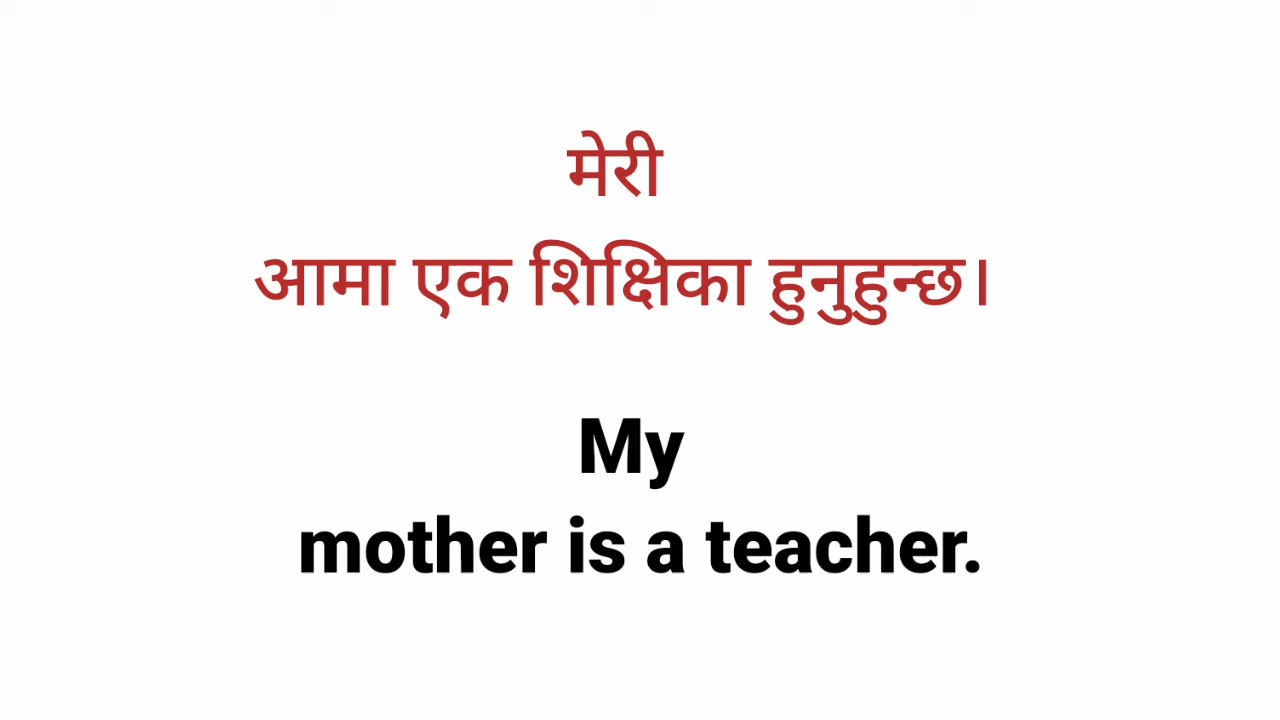 मेरी
आमा एक शिक्षिका हुनुहुन्छ।
My
mother is a teacher.